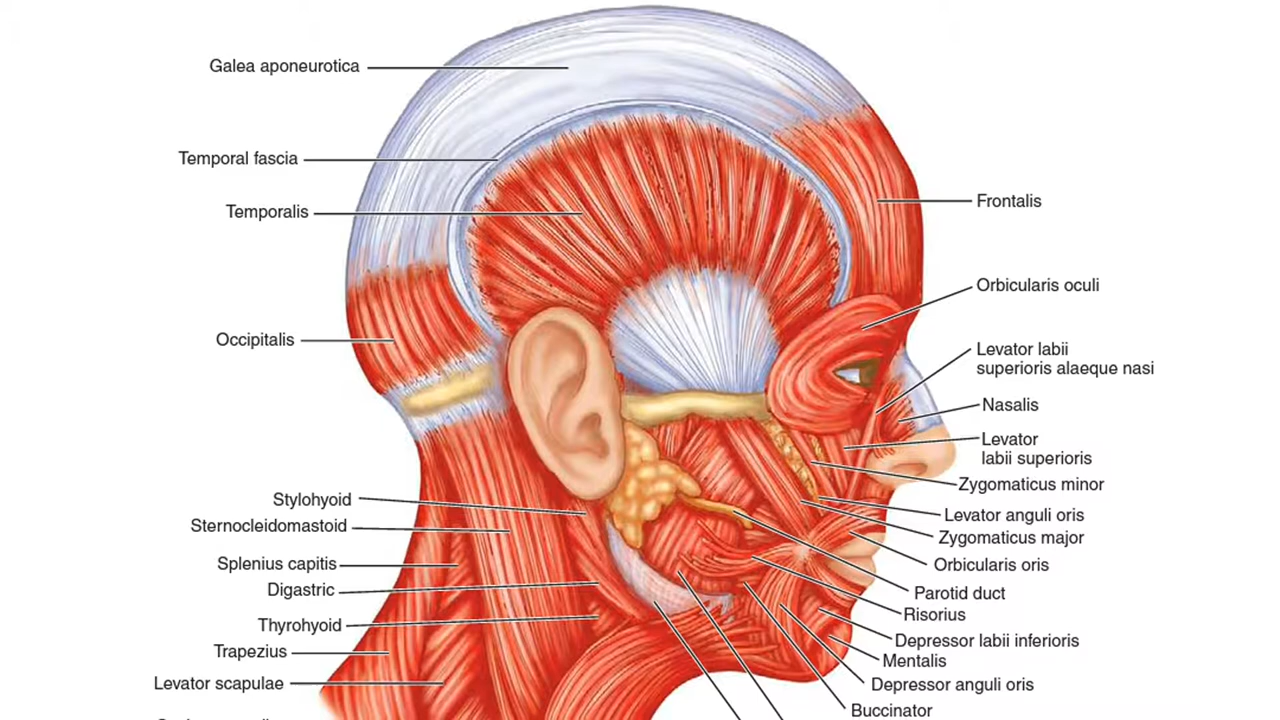 Galea aponeurotica
Temporal fascia
Temporalis
Occipitalis
Stylohyoid
Sternocleidomastoid
Splenius capitis
Digastric
Thyrohyoid
Trapezius
Levator scapulae
Frontalis
Orbicularis oculi
Levator labii
superioris alaeque nasi
Nasalis
Levator
labii superioris
Zygomaticus minor
Levator anguli oris
Zygomaticus major
Orbicularis oris
Parotid duct
Risorius
Depressor labii inferioris
Mentalis
Depressor anguli oris
Buccinator